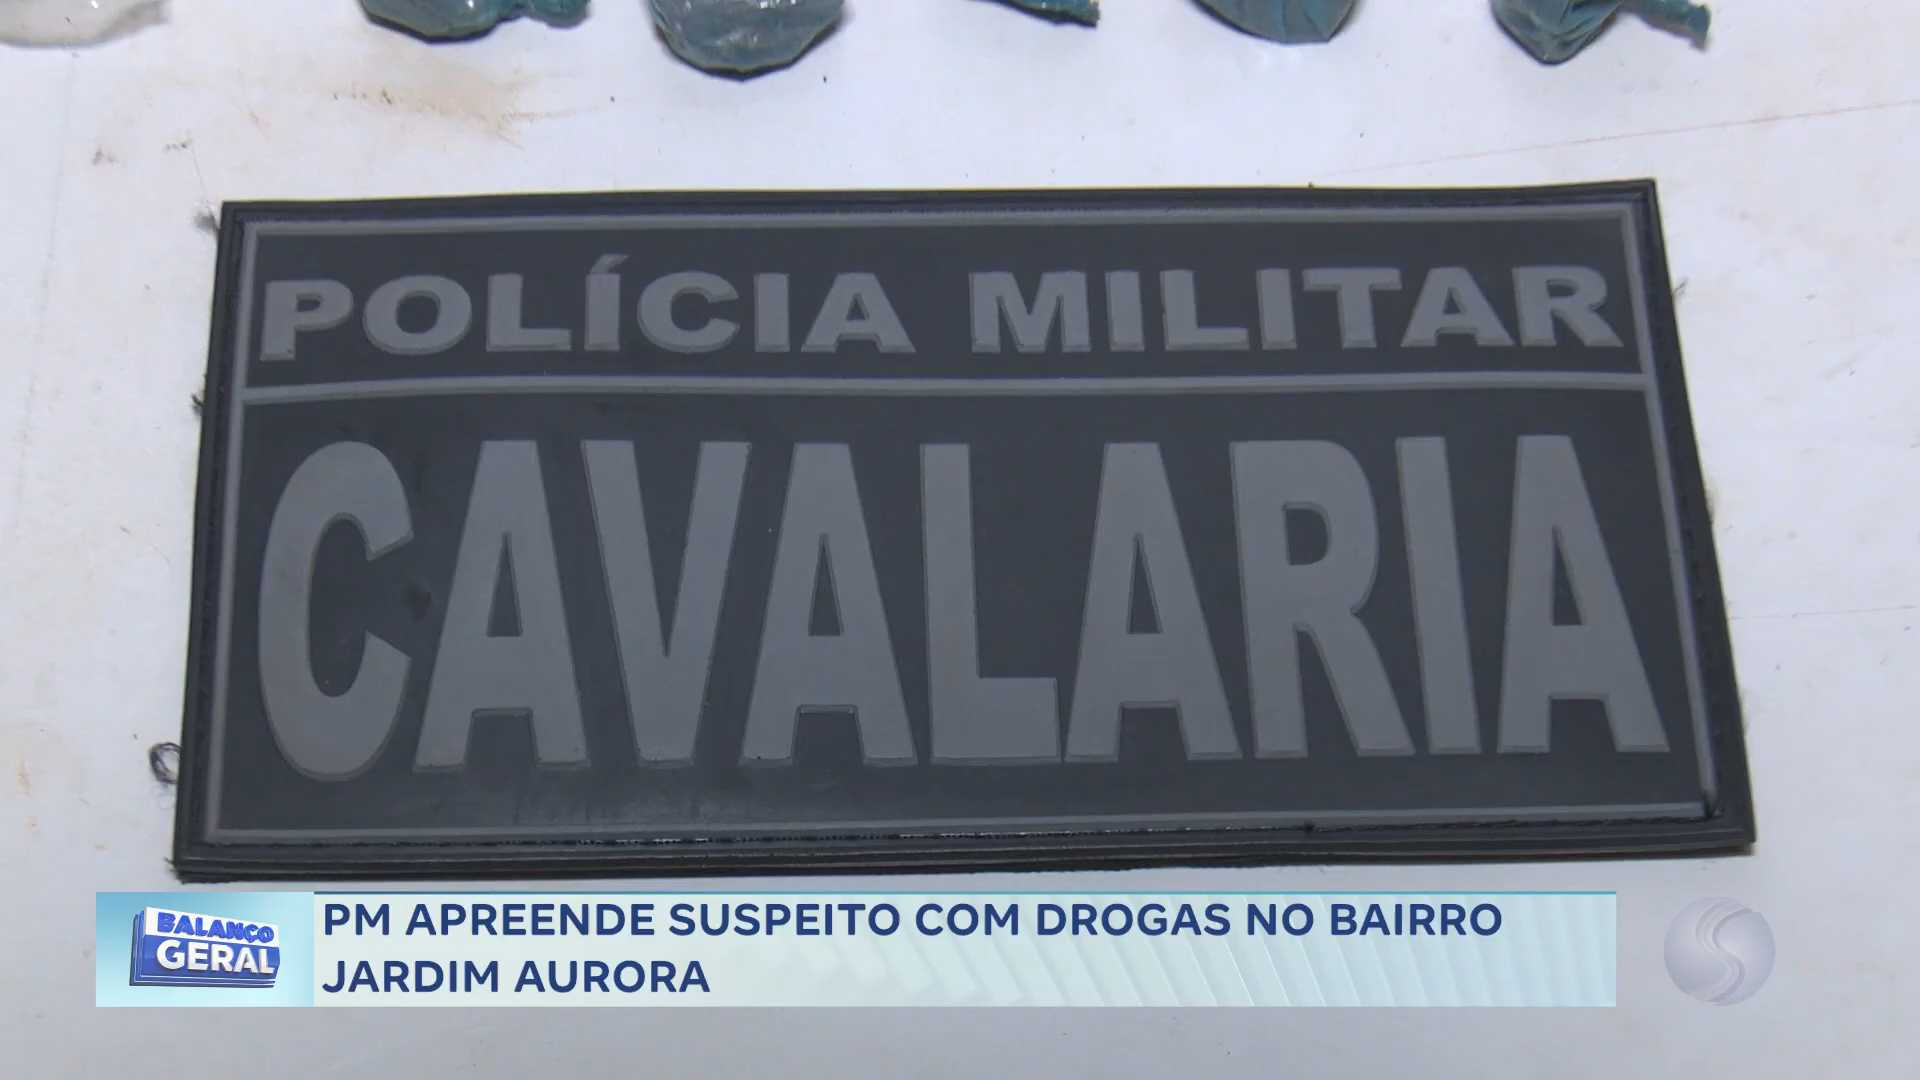 POLÍCIA MILITAR
CAVALARIA
BALANÇO
GERAL
PM APREENDE SUSPEITO COM DROGAS NO BAIRRO
JARDIM AURORA
S